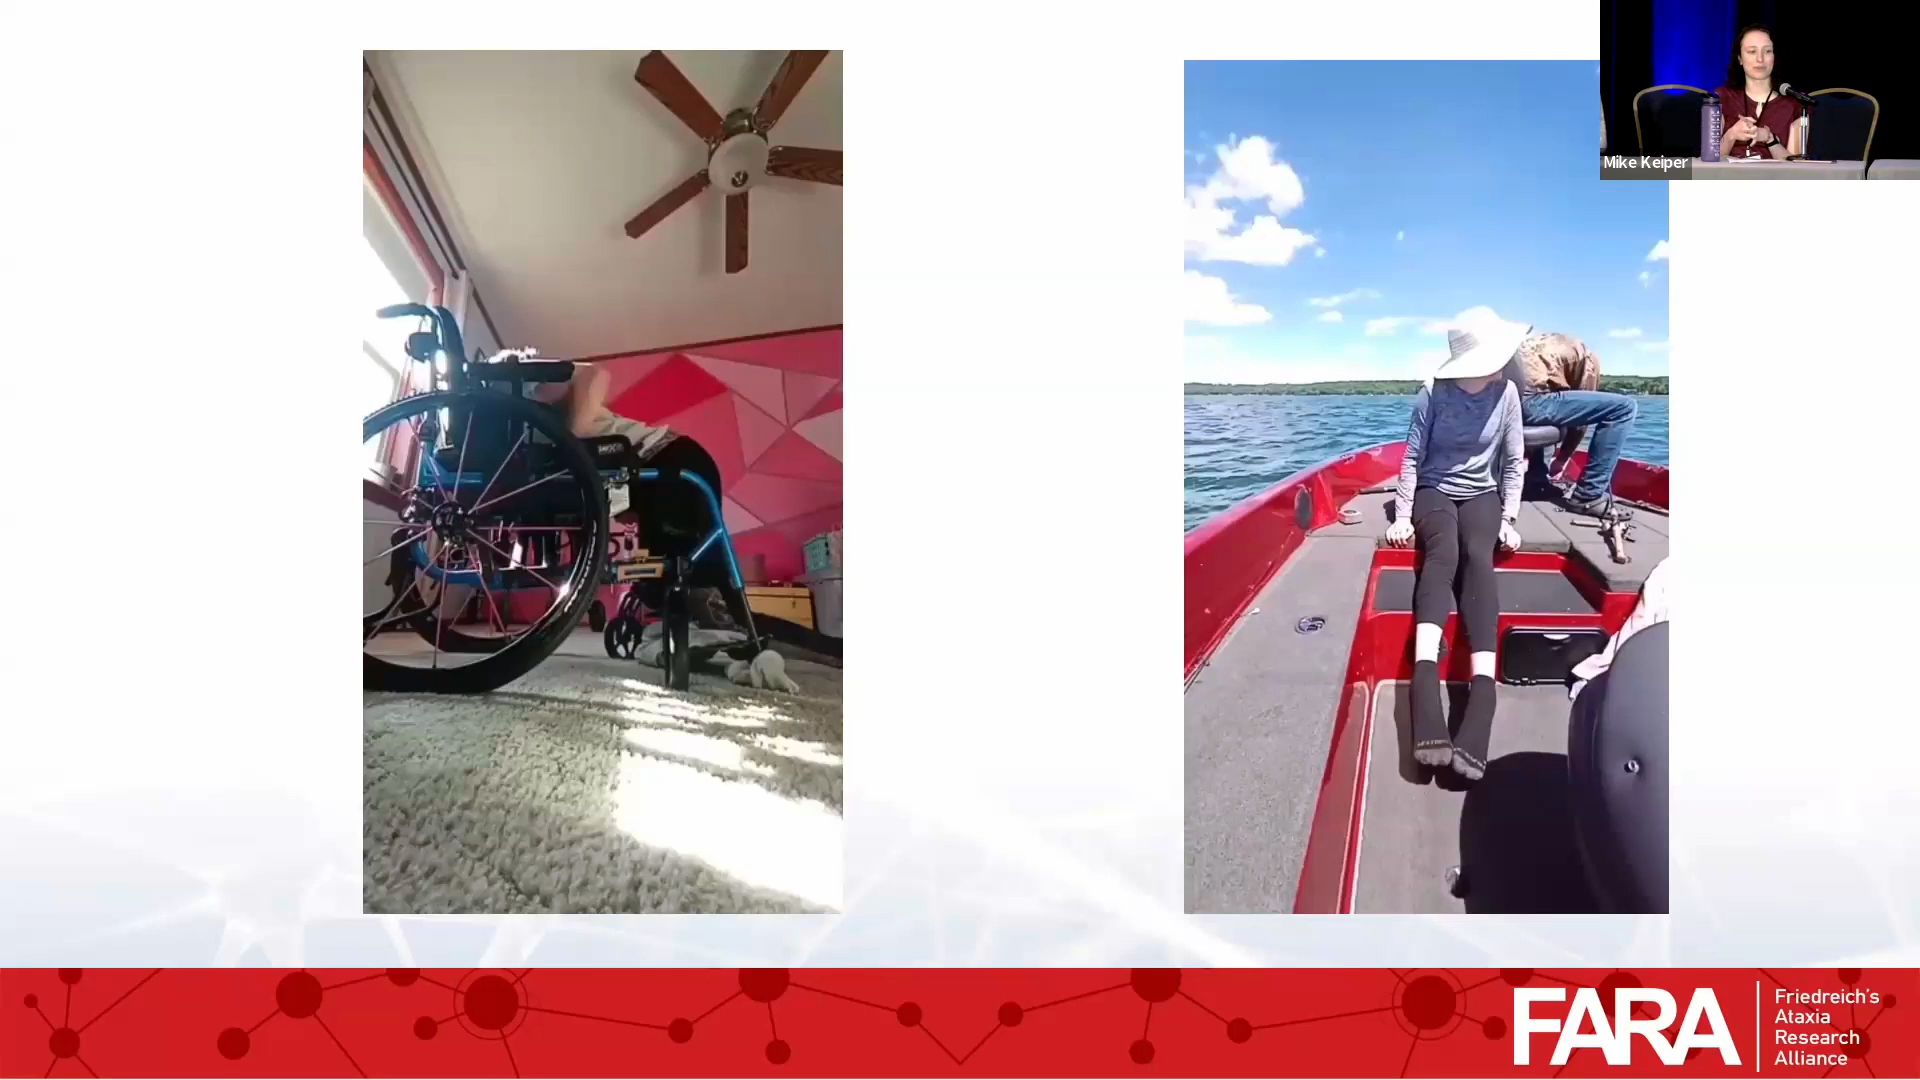 Mike Keiper
FARA
Friedreich's
Ataxia
Research
Alliance